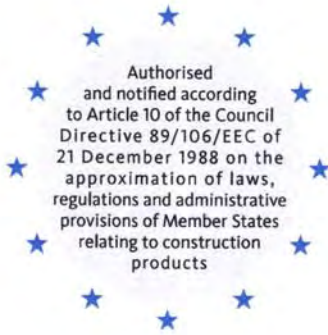 Authorised
and notified according
to Article 10 of the Council
Directive 89/106/EEC of
21 December 1988 on the
approximation of laws,
regulations and administrative
provisions of Member States
relating to construction
products